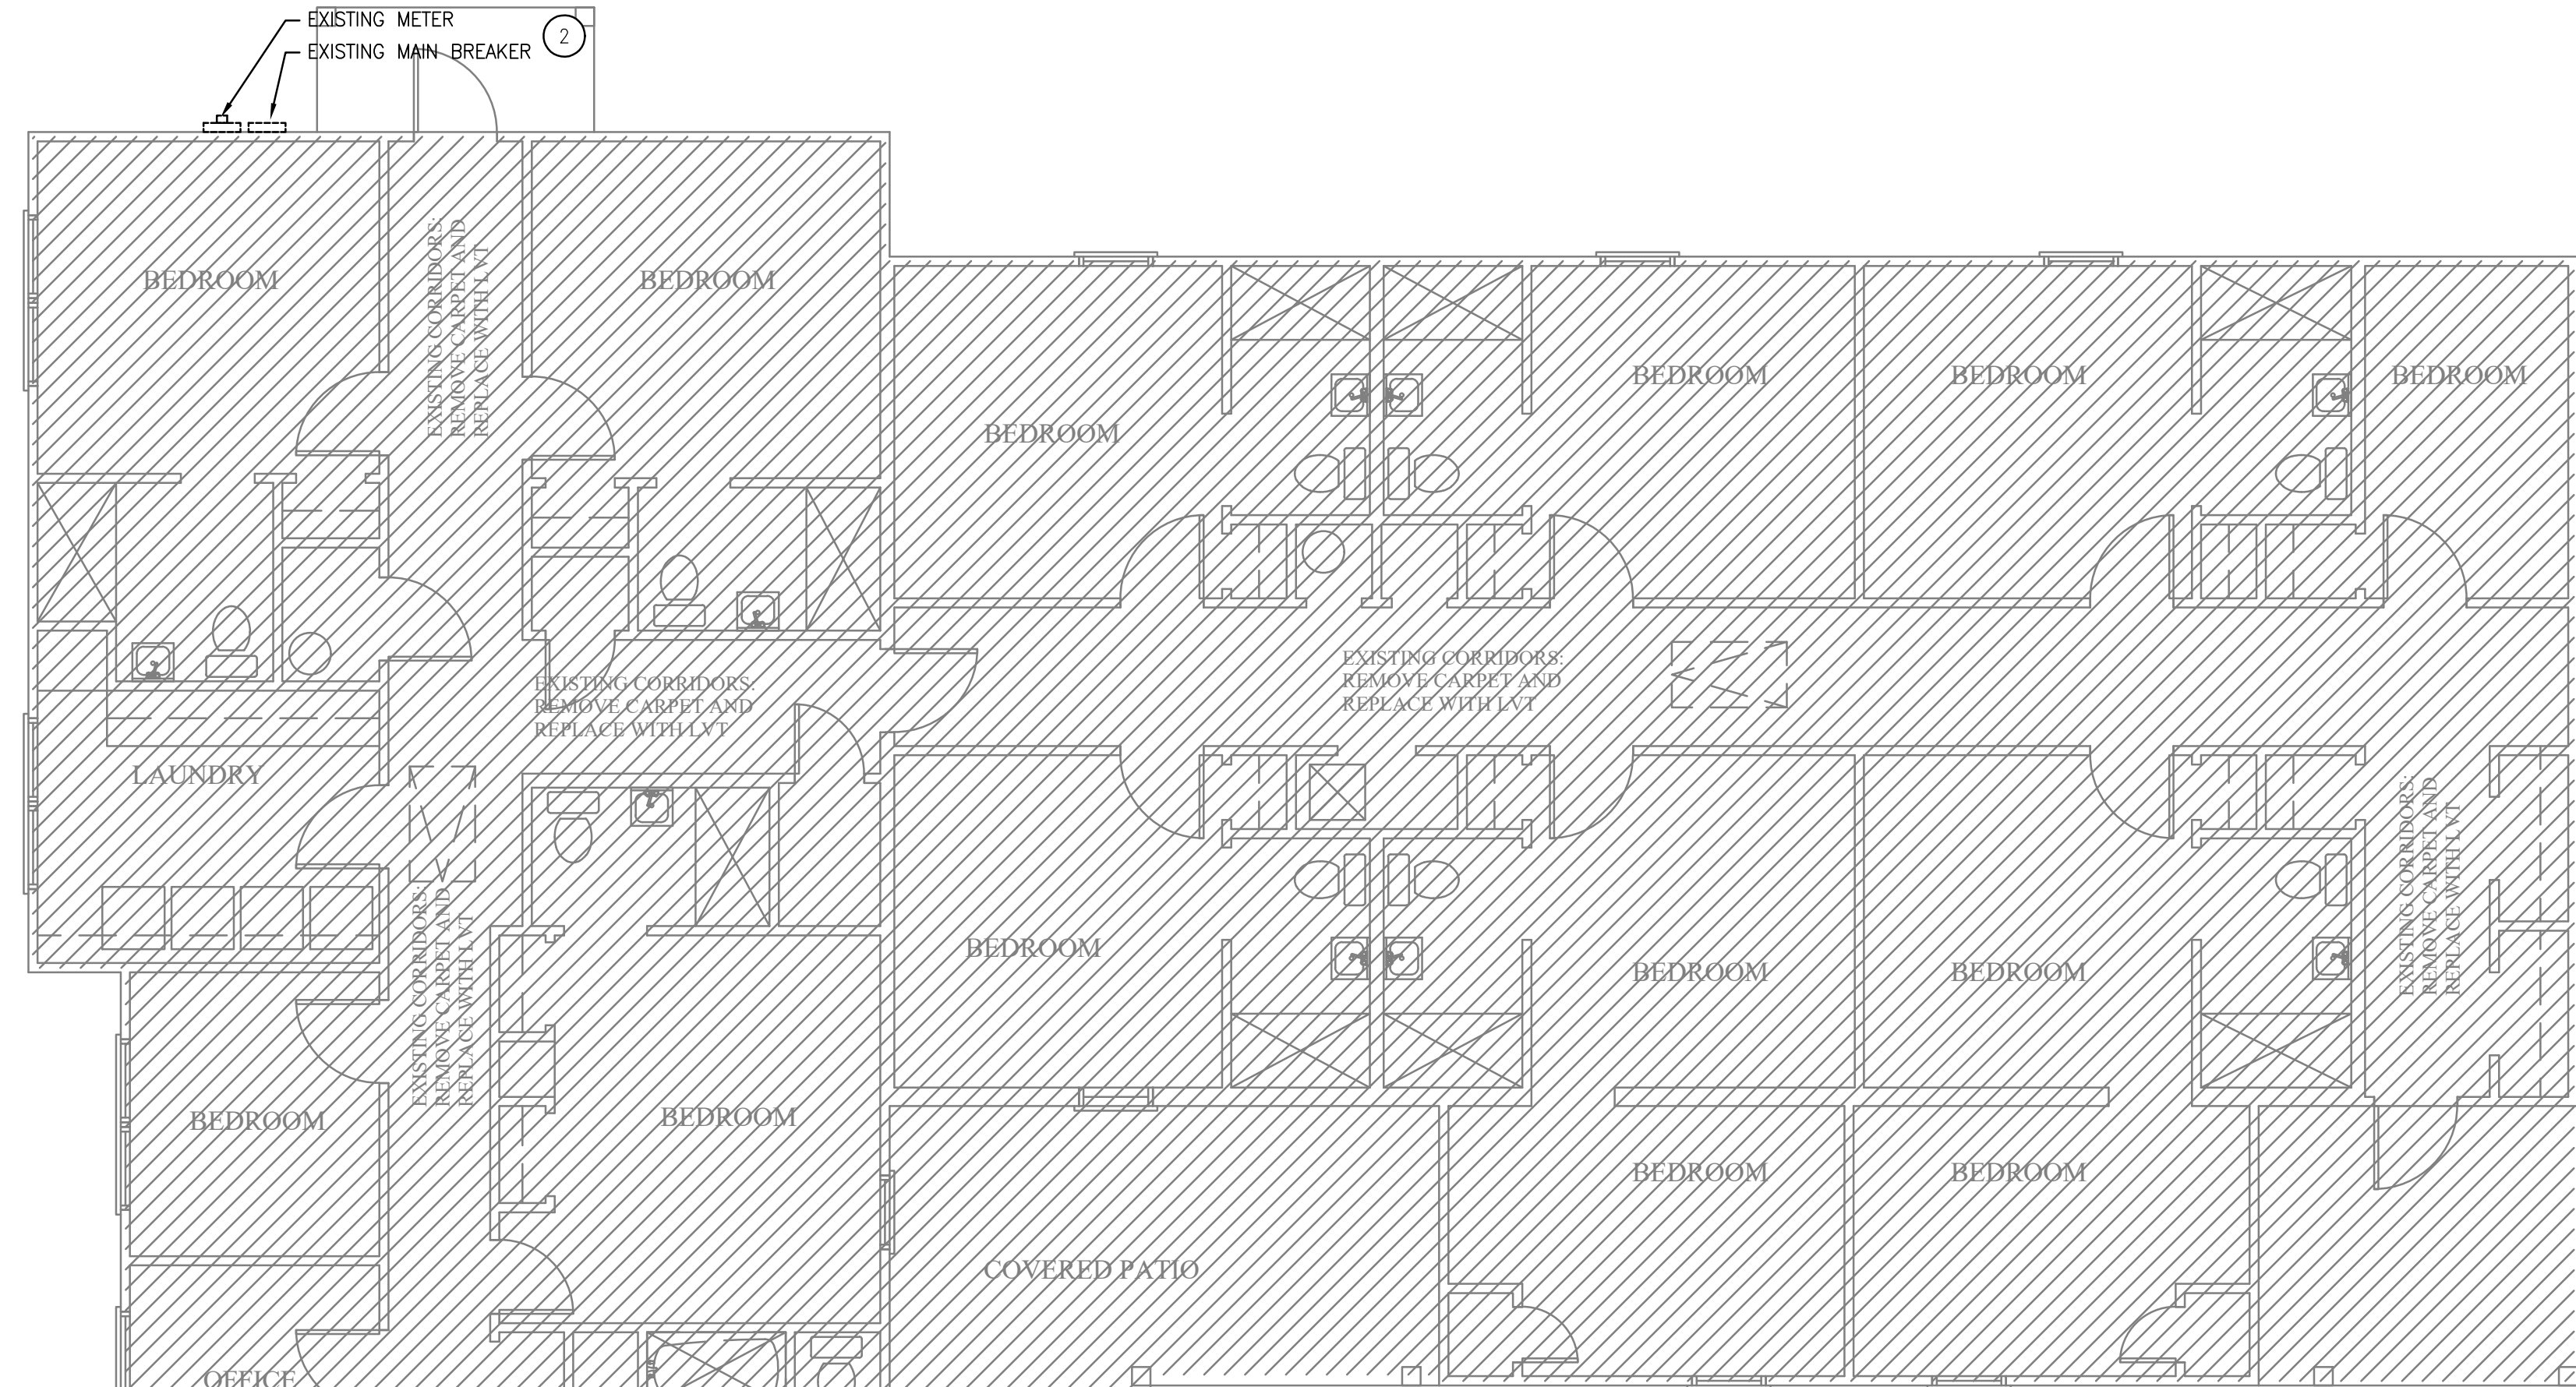 EXISTING METER
EXISTING MAIN BREAKER
2
BEDROOM
EXISTING CORRIDORS:
REMOVE CARPET AND
REPLACE WITH LVT
BEDROOM
BEDROOM
BEDROOM
BEDROOM
BEDROOM
EXISTING CORRIDORS:
REMOVE CARPET AND
REPLACE WITH LVT
EXISTING CORRIDORS:
REMOVE CARPET AND
REPLACE WITH LVT
LAUNDRY
EXISTING CORRIDORS:
REMOVE CARPET AND
REPLACE WITH LVT
EXISTING CORRIDORS:
REMOVE CARPET AND
REPLACE WITH LVT
BEDROOM
BEDROOM
BEDROOM
BEDROOM
BEDROOM
BEDROOM
BEDROOM
COVERED PATIO
OFFICE